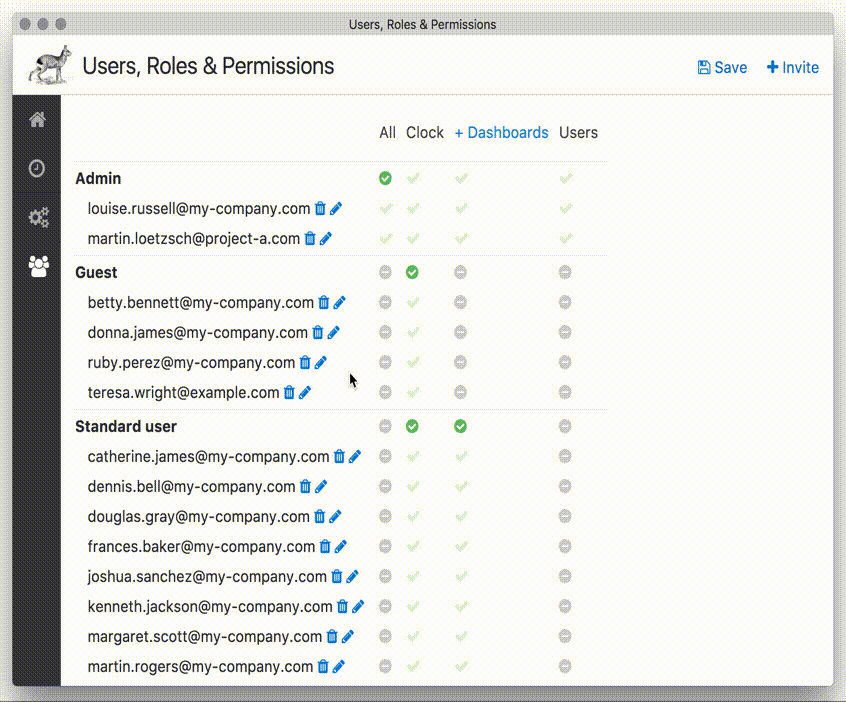 Users, Roles & Permissions
Users, Roles & Permissions
Save
Invite
All Clock + Dashboards Users
Admin
louise.russell@my-company.com
martin.loetzsch@project-a.com
Guest
betty.bennett@my-company.com
donna.james@my-company.com
ruby.perez@my-company.com
teresa.wright@example.com
Standard user
catherine.james@my-company.com
dennis.bell@my-company.com
douglas.gray@my-company.com
frances.baker@my-company.com
joshua.sanchez@my-company.com
kenneth.jackson@my-company.com
margaret.scott@my-company.com
martin.rogers@my-company.com